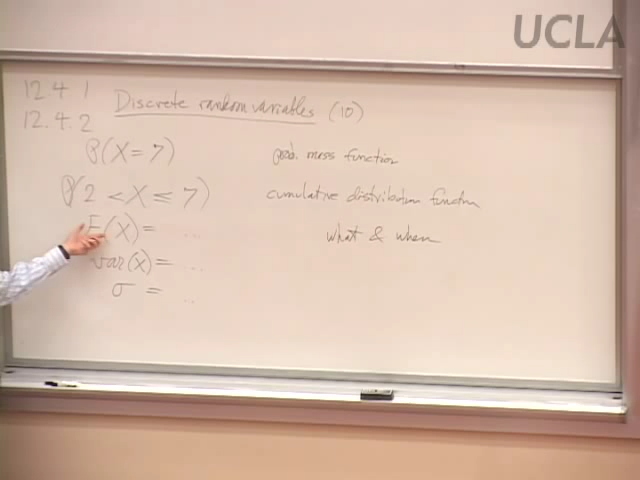 UCLA
12.4 1
12.4.2
Discrete random variables (10)
P(X = 7) prob. mass function
P(2 < X ≤ 7) cumulative distribution function
E(X) = ...
what & when
var(x) = ...
σ = ..